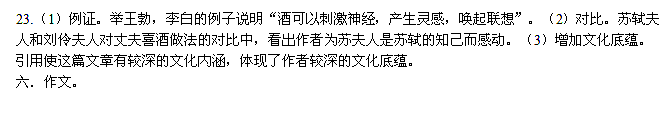 23.（1）例证。举王勃，李白的例子说明“酒可以刺激神经，产生灵感，唤起联想”。（2）对比。苏轼夫
人和刘伶夫人对丈夫喜酒做法的对比中，看出作者为苏夫人是苏轼的知己而感动。（3）增加文化底蕴。
引用使这篇文章有较深的文化内涵，体现了作者较深的文化底蕴。
六．作文。